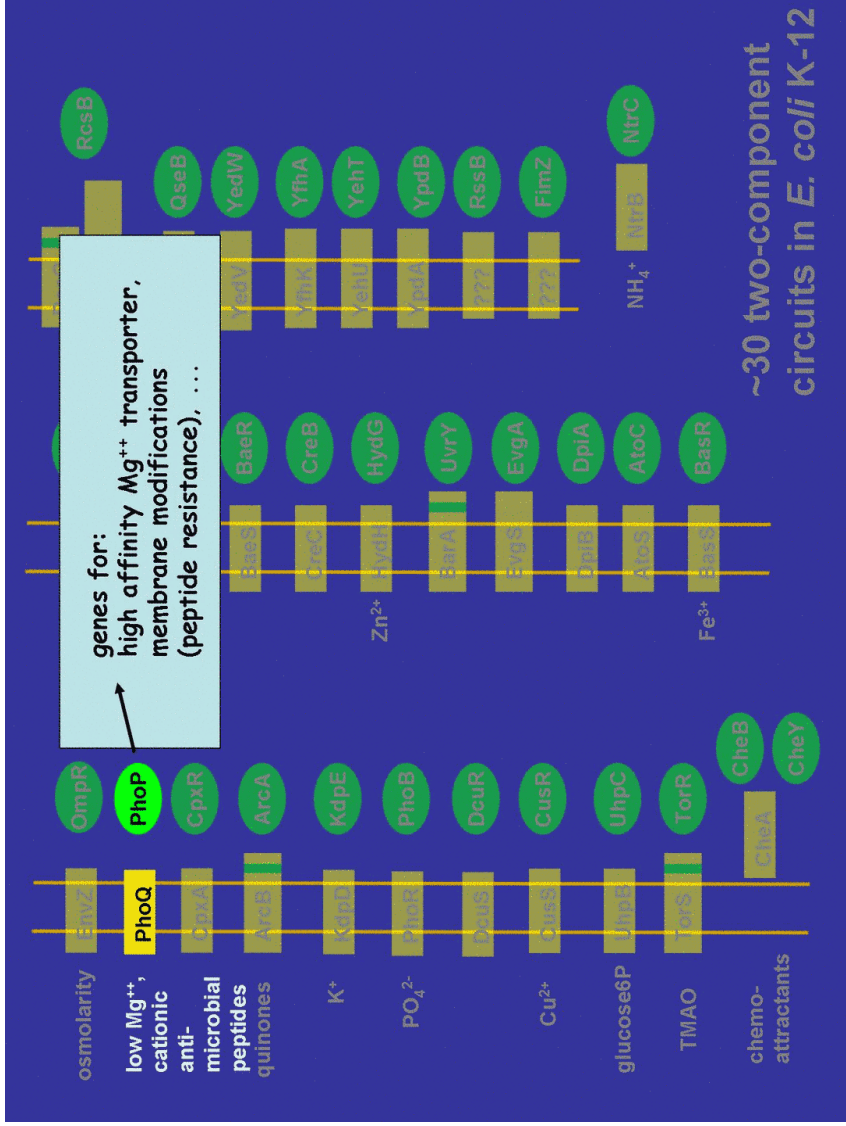 osmolarity EnvZ OmpR
low Mg⁺⁺, PhoQ PhoP
cationic
anti-
microbial
peptides
CpxA CpxR
quinones ArcB ArcA
K⁺ KdpD KdpE
PO₄²⁻ PhoR PhoB
DcuS DcuR
Cu²⁺ CusS CusR
glucose6P UhpB UhpC
TMAO TorS TorR
chemo-
attractants
CheA CheB
CheY
genes for:
high affinity Mg⁺⁺ transporter,
membrane modifications
(peptide resistance), ...
BaeS BaeR
CreC CreB
Zn²⁺ HydH HydG
BarA UvrY
EvgS EvgA
DpiB DpiA
AtoS AtoC
Fe³⁺ BasS BasR
RcsB
QseB
YedV YedW
YfhK YfhA
YehU YehT
YpdA YpdB
??? RssB
??? FimZ
NH₄⁺ NtrB NtrC
~30 two-component
circuits in E. coli K-12